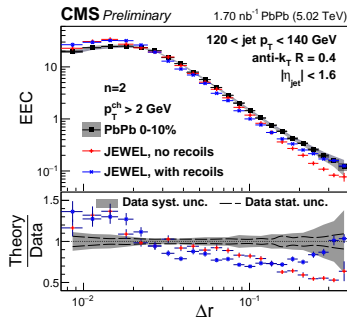 CMS Preliminary 1.70 nb⁻¹ PbPb (5.02 TeV)
120 < jet p_T < 140 GeV
anti-k_T R = 0.4
|η_jet| < 1.6
n=2
p_T^ch > 2 GeV
PbPb 0-10%
JEWEL, no recoils
JEWEL, with recoils
EEC
10
1
Data syst. unc. Data stat. unc.
Theory
Data
1.5
1.0
0.5
10⁻² 10⁻¹
Δr